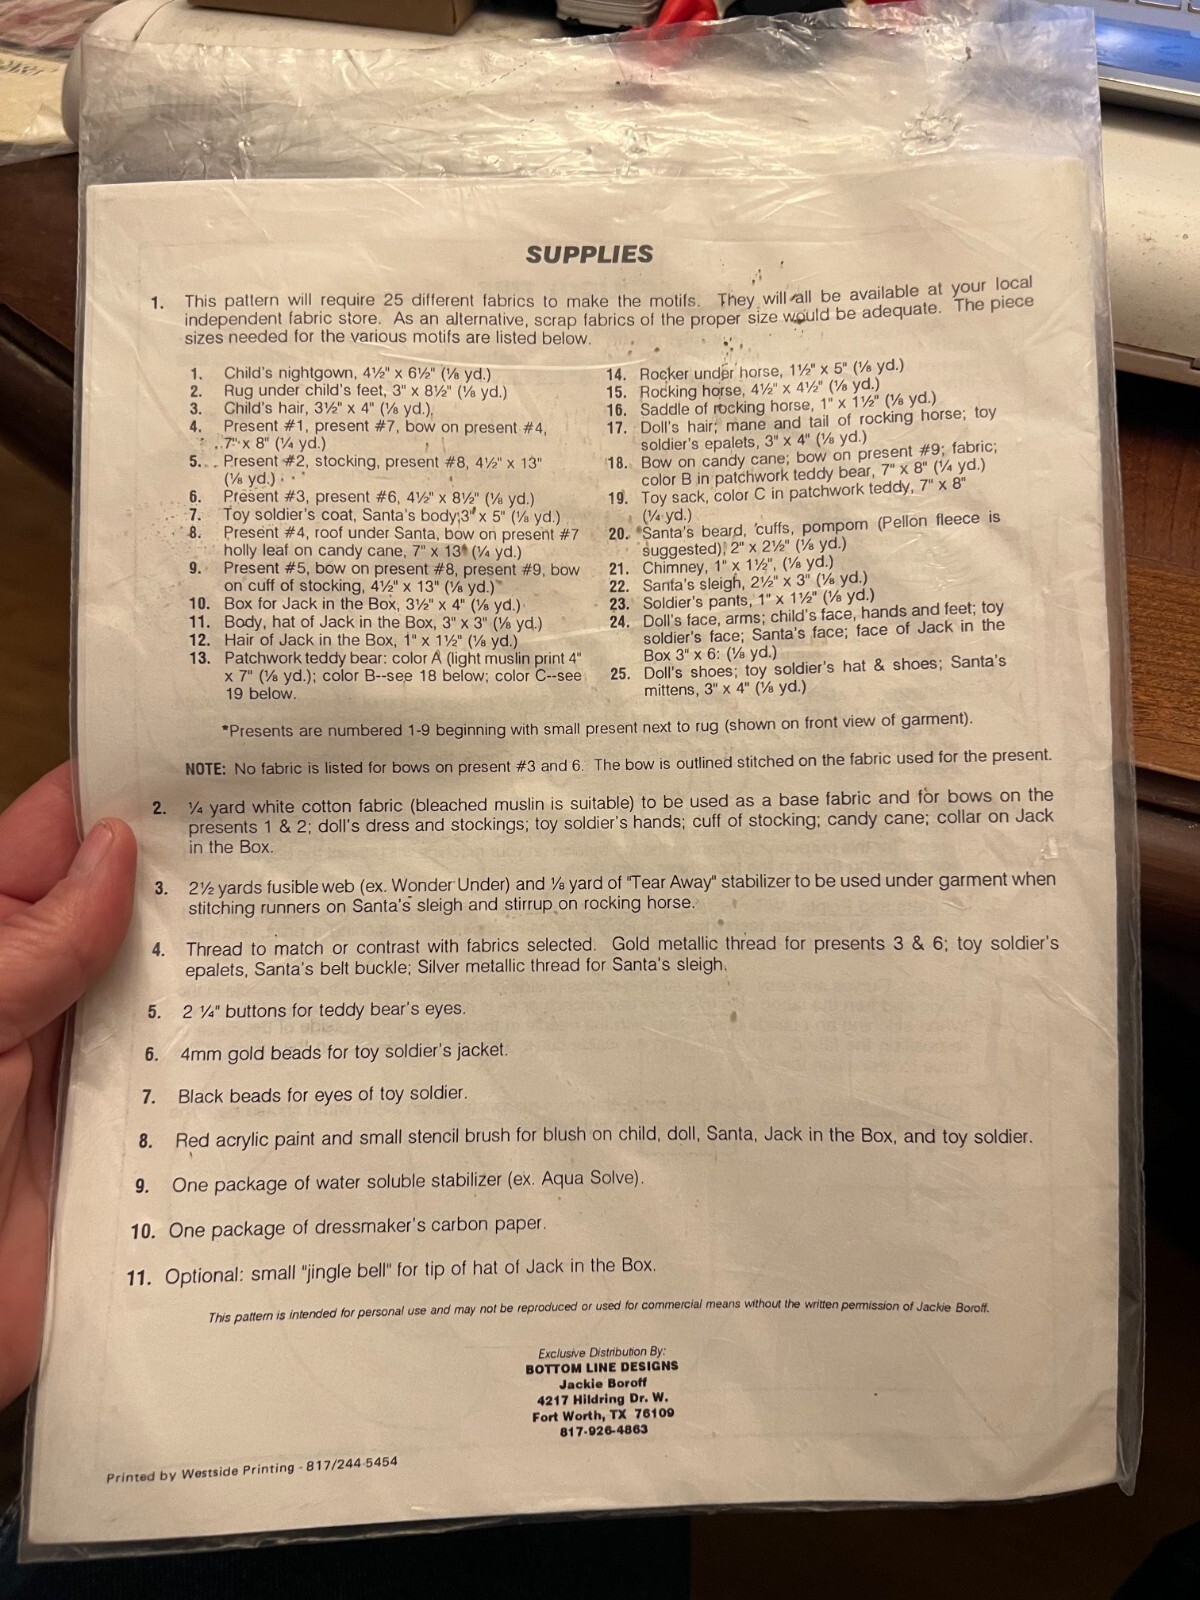 SUPPLIES
1. This pattern will require 25 different fabrics to make the motifs. They will all be available at your local
independent fabric store. As an alternative, scrap fabrics of the proper size would be adequate. The piece
sizes needed for the various motifs are listed below.
1. Child's nightgown, 4½" x 6½" (⅛ yd.)
2. Rug under child's feet, 3" x 8½" (⅛ yd.)
3. Child's hair, 3½" x 4" (⅛ yd.),
4. Present #1, present #7, bow on present #4,
7" x 8" (¼ yd.)
5. Present #2, stocking, present #8, 4½" x 13"
(⅛ yd.)
6. Present #3, present #6, 4½" x 8½" (⅛ yd.)
7. Toy soldier's coat, Santa's body, 3" x 5" (⅛ yd.)
8. Present #4, roof under Santa, bow on present #7
holly leaf on candy cane, 7" x 13" (¼ yd.)
9. Present #5, bow on present #8, present #9, bow
on cuff of stocking, 4½" x 13" (⅛ yd.)
10. Box for Jack in the Box, 3½" x 4" (⅛ yd.)
11. Body, hat of Jack in the Box, 3" x 3" (⅛ yd.)
12. Hair of Jack in the Box, 1" x 1½" (⅛ yd.)
13. Patchwork teddy bear: color A (light muslin print 4"
x 7" (⅛ yd.); color B--see 18 below; color C--see
19 below.
14. Rocker under horse, 1½" x 5" (⅛ yd.)
15. Rocking horse, 4½" x 4½" (⅛ yd.)
16. Saddle of rocking horse, 1" x 1½" (⅛ yd.)
17. Doll's hair; mane and tail of rocking horse; toy
soldier's epalets, 3" x 4" (⅛ yd.)
18. Bow on candy cane; bow on present #9; fabric;
color B in patchwork teddy bear, 7" x 8" (¼ yd.)
19. Toy sack, color C in patchwork teddy, 7" x 8"
(¼ yd.)
20. Santa's beard, cuffs, pompom (Pellon fleece is
suggested), 2" x 2½" (⅛ yd.)
21. Chimney, 1" x 1½", (⅛ yd.)
22. Santa's sleigh, 2½" x 3" (⅛ yd.)
23. Soldier's pants, 1" x 1½" (⅛ yd.)
24. Doll's face, arms; child's face, hands and feet; toy
soldier's face; Santa's face; face of Jack in the
Box 3" x 6: (⅛ yd.)
25. Doll's shoes; toy soldier's hat & shoes; Santa's
mittens, 3" x 4" (⅛ yd.)
*Presents are numbered 1-9 beginning with small present next to rug (shown on front view of garment).
NOTE: No fabric is listed for bows on present #3 and 6. The bow is outlined stitched on the fabric used for the present.
2. ¼ yard white cotton fabric (bleached muslin is suitable) to be used as a base fabric and for bows on the
presents 1 & 2; doll's dress and stockings; toy soldier's hands; cuff of stocking; candy cane; collar on Jack
in the Box.
3. 2½ yards fusible web (ex. Wonder Under) and ⅛ yard of "Tear Away" stabilizer to be used under garment when
stitching runners on Santa's sleigh and stirrup on rocking horse.
4. Thread to match or contrast with fabrics selected. Gold metallic thread for presents 3 & 6; toy soldier's
epalets, Santa's belt buckle; Silver metallic thread for Santa's sleigh.
5. 2 ¼" buttons for teddy bear's eyes.
6. 4mm gold beads for toy soldier's jacket.
7. Black beads for eyes of toy soldier.
8. Red acrylic paint and small stencil brush for blush on child, doll, Santa, Jack in the Box, and toy soldier.
9. One package of water soluble stabilizer (ex. Aqua Solve).
10. One package of dressmaker's carbon paper.
11. Optional: small "jingle bell" for tip of hat of Jack in the Box.
This pattern is intended for personal use and may not be reproduced or used for commercial means without the written permission of Jackie Boroff.
Exclusive Distribution By:
BOTTOM LINE DESIGNS
Jackie Boroff
4217 Hildring Dr. W.
Fort Worth, TX 76109
817-926-4863
Printed by Westside Printing - 817/244-5454